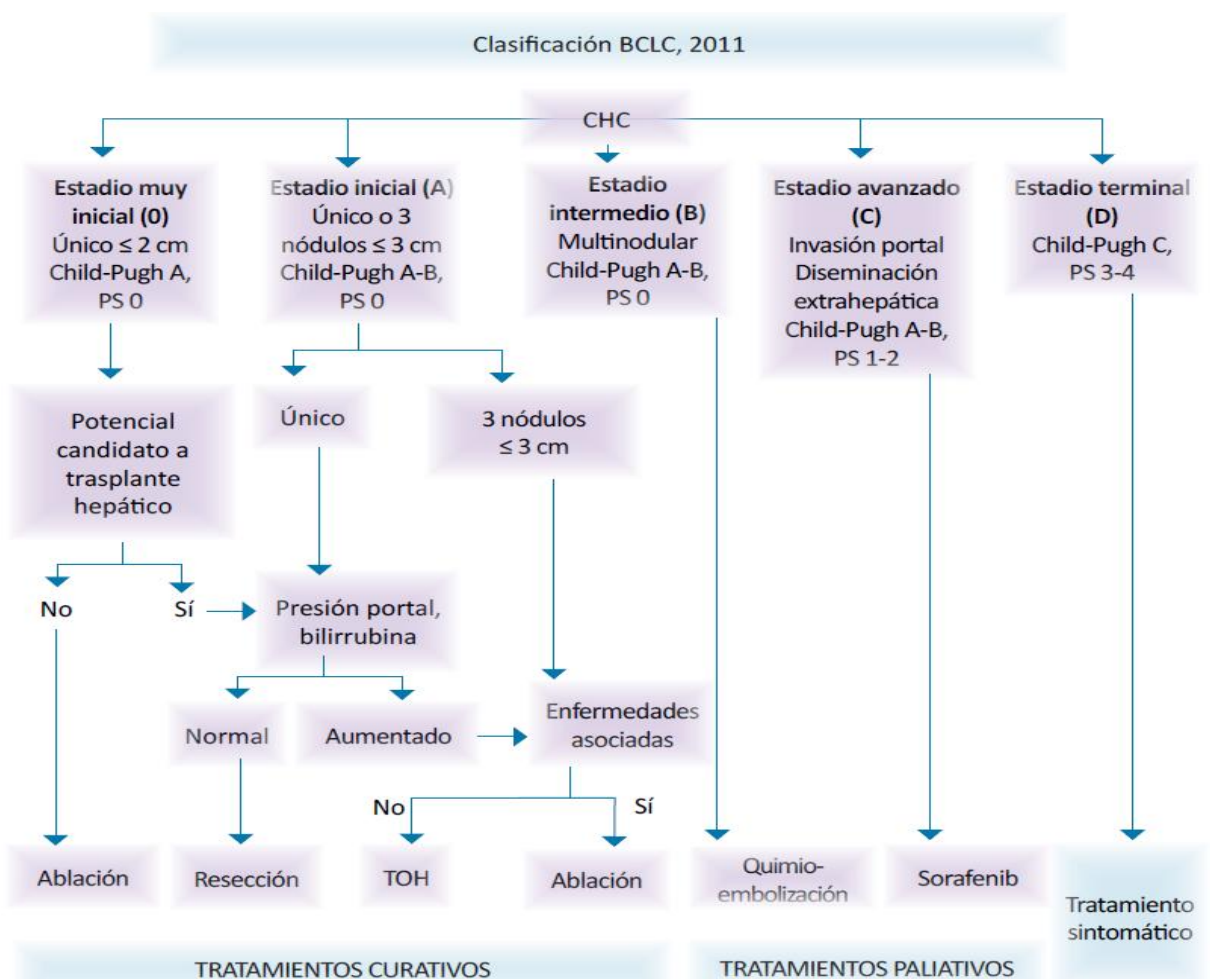 Clasificación BCLC, 2011
CHC
Estadio muy
inicial (0)
Único ≤ 2 cm
Child-Pugh A,
PS 0
Estadio inicial (A)
Único o 3
nódulos ≤ 3 cm
Child-Pugh A-B,
PS 0
Estadio
intermedio (B)
Multinodular
Child-Pugh A-B,
PS 0
Estadio avanzado
(C)
Invasión portal
Diseminación
extrahepática
Child-Pugh A-B,
PS 1-2
Estadio terminal
(D)
Child-Pugh C,
PS 3-4
Potencial
candidato a
trasplante
hepático
Único
3 nódulos
≤ 3 cm
No
Sí
Presión portal,
bilirrubina
Normal
Aumentado
Enfermedades
asociadas
No
Sí
Ablación
Resección
TOH
Ablación
Quimio-
embolización
Sorafenib
Tratamiento
sintomático
TRATAMIENTOS CURATIVOS
TRATAMIENTOS PALIATIVOS